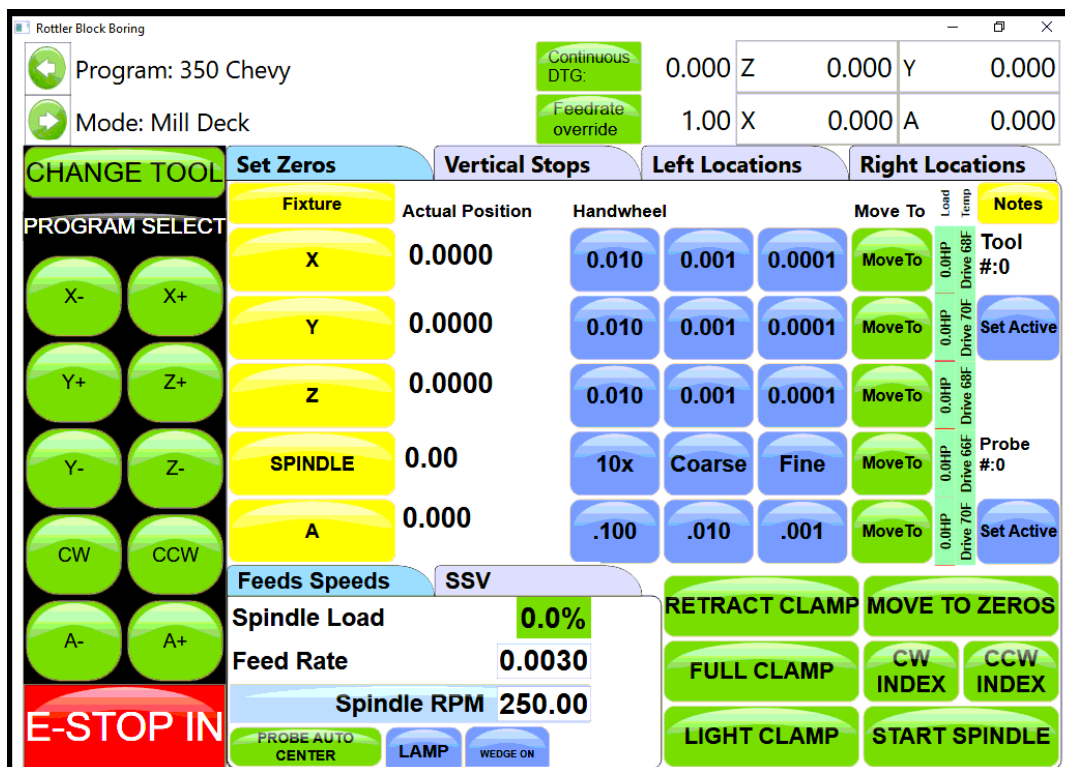 Rottler Block Boring
Program: 350 Chevy
Continuous DTG:
0.000 Z 0.000 Y 0.000
Mode: Mill Deck
Feedrate override
1.00 X 0.000 A 0.000
CHANGE TOOL
PROGRAM SELECT
X- X+
Y+ Z+
Y- Z-
CW CCW
A- A+
E-STOP IN
Set Zeros Vertical Stops Left Locations Right Locations
Fixture Actual Position Handwheel Move To Load Temp Notes
X 0.0000 0.010 0.001 0.0001 MoveTo 0.0HP Drive 68F
Tool
#:0
Y 0.0000 0.010 0.001 0.0001 MoveTo 0.0HP Drive 70F Set Active
Z 0.0000 0.010 0.001 0.0001 MoveTo 0.0HP Drive 68F
SPINDLE 0.00 10x Coarse Fine MoveTo 0.0HP Drive 66F
Probe
#:0
A 0.000 .100 .010 .001 MoveTo 0.0HP Drive 70F Set Active
Feeds Speeds SSV
Spindle Load 0.0%
Feed Rate 0.0030
Spindle RPM 250.00
PROBE AUTO
CENTER
LAMP WEDGE ON
RETRACT CLAMP MOVE TO ZEROS
FULL CLAMP
CW
INDEX
CCW
INDEX
LIGHT CLAMP START SPINDLE